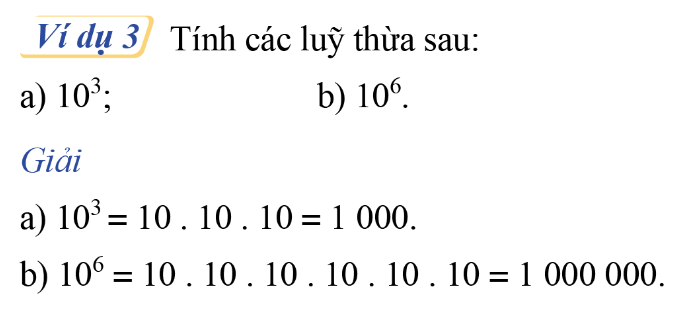 Ví dụ 3 Tính các luỹ thừa sau:
a) 10³; b) 10⁶.
Giải
a) 10³ = 10 . 10 . 10 = 1 000.
b) 10⁶ = 10 . 10 . 10 . 10 . 10 . 10 = 1 000 000.